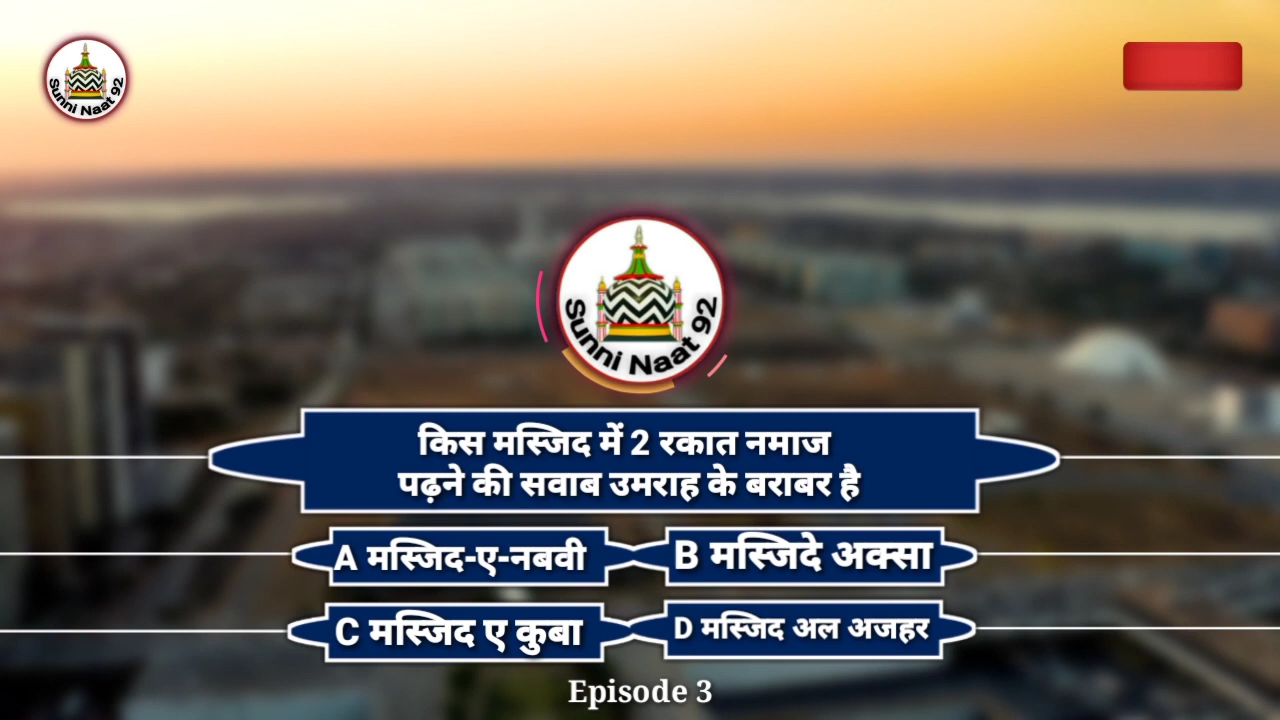 Sunni Naat 92
Sunni Naat 92
किस मस्जिद में 2 रकात नमाज
पढ़ने की सवाब उमराह के बराबर है
A मस्जिद-ए-नबवी
B मस्जिदे अक्सा
C मस्जिद ए कुबा
D मस्जिद अल अजहर
Episode 3